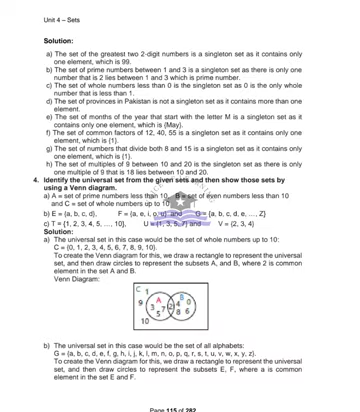 Unit 4 – Sets
Solution:
a) The set of the greatest two 2-digit numbers is a singleton set as it contains only
one element, which is 99.
b) The set of prime numbers between 1 and 3 is a singleton set as there is only one
number that is 2 lies between 1 and 3 which is prime number.
c) The set of whole numbers less than 0 is the singleton set as 0 is the only whole
number that is less than 1.
d) The set of provinces in Pakistan is not a singleton set as it contains more than one
element.
e) The set of months of the year that start with the letter M is a singleton set as it
contains only one element, which is {May}.
f) The set of common factors of 12, 40, 55 is a singleton set as it contains only one
element, which is {1}.
g) The set of numbers that divide both 8 and 15 is a singleton set as it contains only
one element, which is {1}.
h) The set of multiples of 9 between 10 and 20 is the singleton set as there is only
one multiple of 9 that is 18 lies between 10 and 20.
4. Identify the universal set from the given sets and then show those sets by
using a Venn diagram.
a) A = set of prime numbers less than 10, B = set of even numbers less than 10
and C = set of whole numbers up to 10
b) E = {a, b, c, d}, F = {a, e, i, o, u} and G = {a, b, c, d, e, …, Z}
c) T = {1, 2, 3, 4, 5, …, 10}, U = {1, 3, 5, 7} and V = {2, 3, 4}
Solution:
a) The universal set in this case would be the set of whole numbers up to 10:
C = {0, 1, 2, 3, 4, 5, 6, 7, 8, 9, 10}.
To create the Venn diagram for this, we draw a rectangle to represent the universal
set, and then draw circles to represent the subsets A, and B, where 2 is common
element in the set A and B.
Venn Diagram:
C 1
A B 0
9 3 7 2 4
5 8 6
10
b) The universal set in this case would be the set of all alphabets:
G = {a, b, c, d, e, f, g, h, i, j, k, l, m, n, o, p, q, r, s, t, u, v, w, x, y, z}.
To create the Venn diagram for this, we draw a rectangle to represent the universal
set, and then draw circles to represent the subsets E, F, where a is common
element in the set E and F.
Page 115 of 282